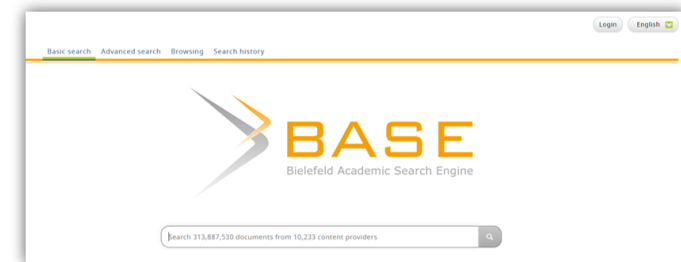 Login English
Basic search Advanced search Browsing Search history
BASE
Bielefeld Academic Search Engine
Search 313,887,530 documents from 10,233 content providers